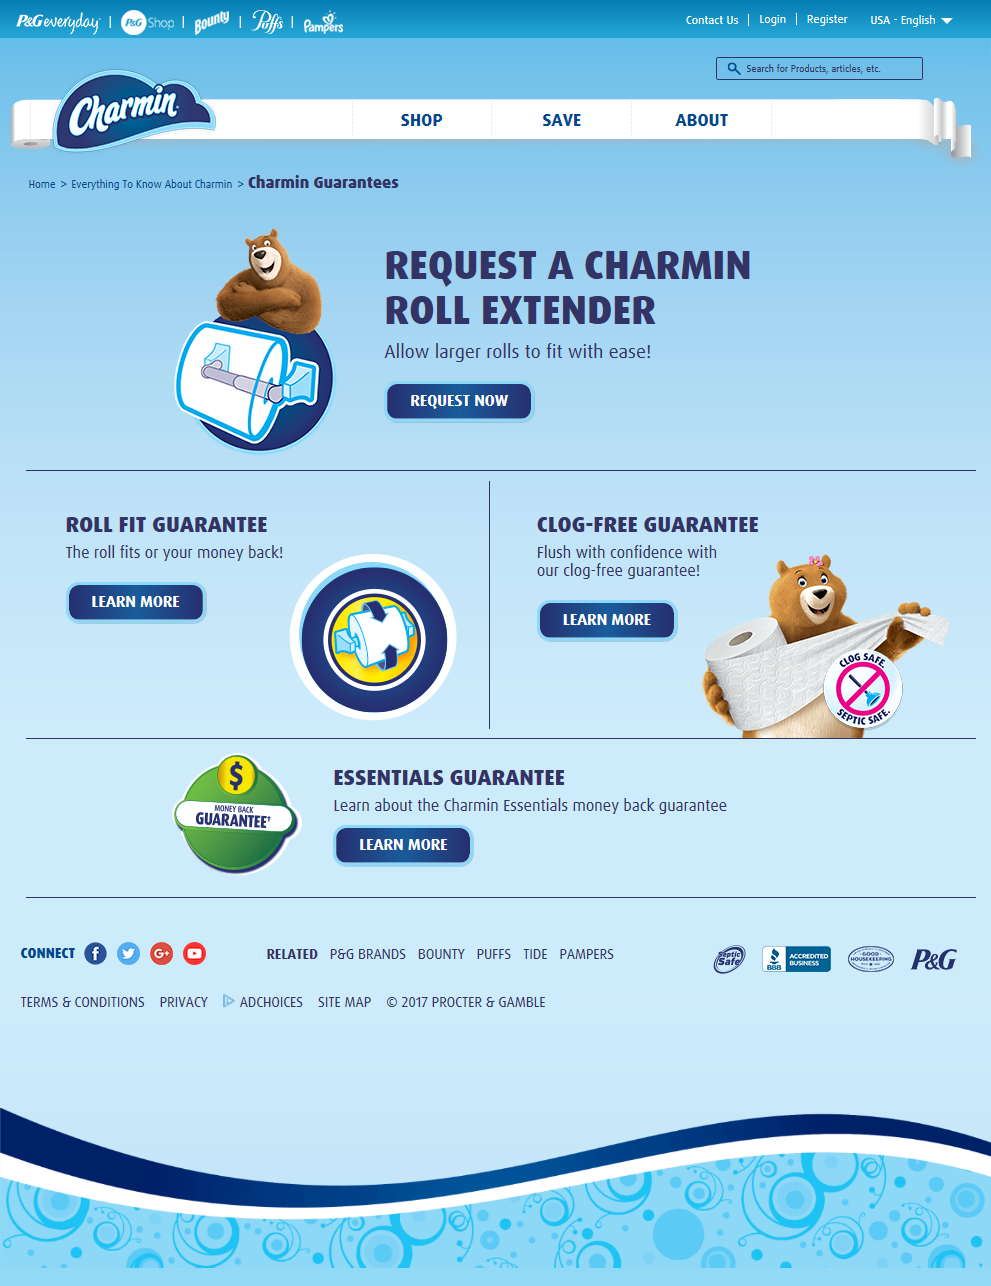 P&G everyday | P&G Shop | Bounty | Puffs | Pampers
Contact Us | Login | Register USA - English
Search for Products, articles, etc.
Charmin
SHOP SAVE ABOUT
Home > Everything To Know About Charmin > Charmin Guarantees
REQUEST A CHARMIN
ROLL EXTENDER
Allow larger rolls to fit with ease!
REQUEST NOW
ROLL FIT GUARANTEE
The roll fits or your money back!
LEARN MORE
CLOG-FREE GUARANTEE
Flush with confidence with
our clog-free guarantee!
LEARN MORE
CLOG SAFE.
SEPTIC SAFE.
$
MONEY BACK
GUARANTEE†
ESSENTIALS GUARANTEE
Learn about the Charmin Essentials money back guarantee
LEARN MORE
CONNECT f G+ RELATED P&G BRANDS BOUNTY PUFFS TIDE PAMPERS
Septic
Safe
BBB
ACCREDITED
BUSINESS
GOOD
HOUSEKEEPING
P&G
TERMS & CONDITIONS PRIVACY ADCHOICES SITE MAP © 2017 PROCTER & GAMBLE